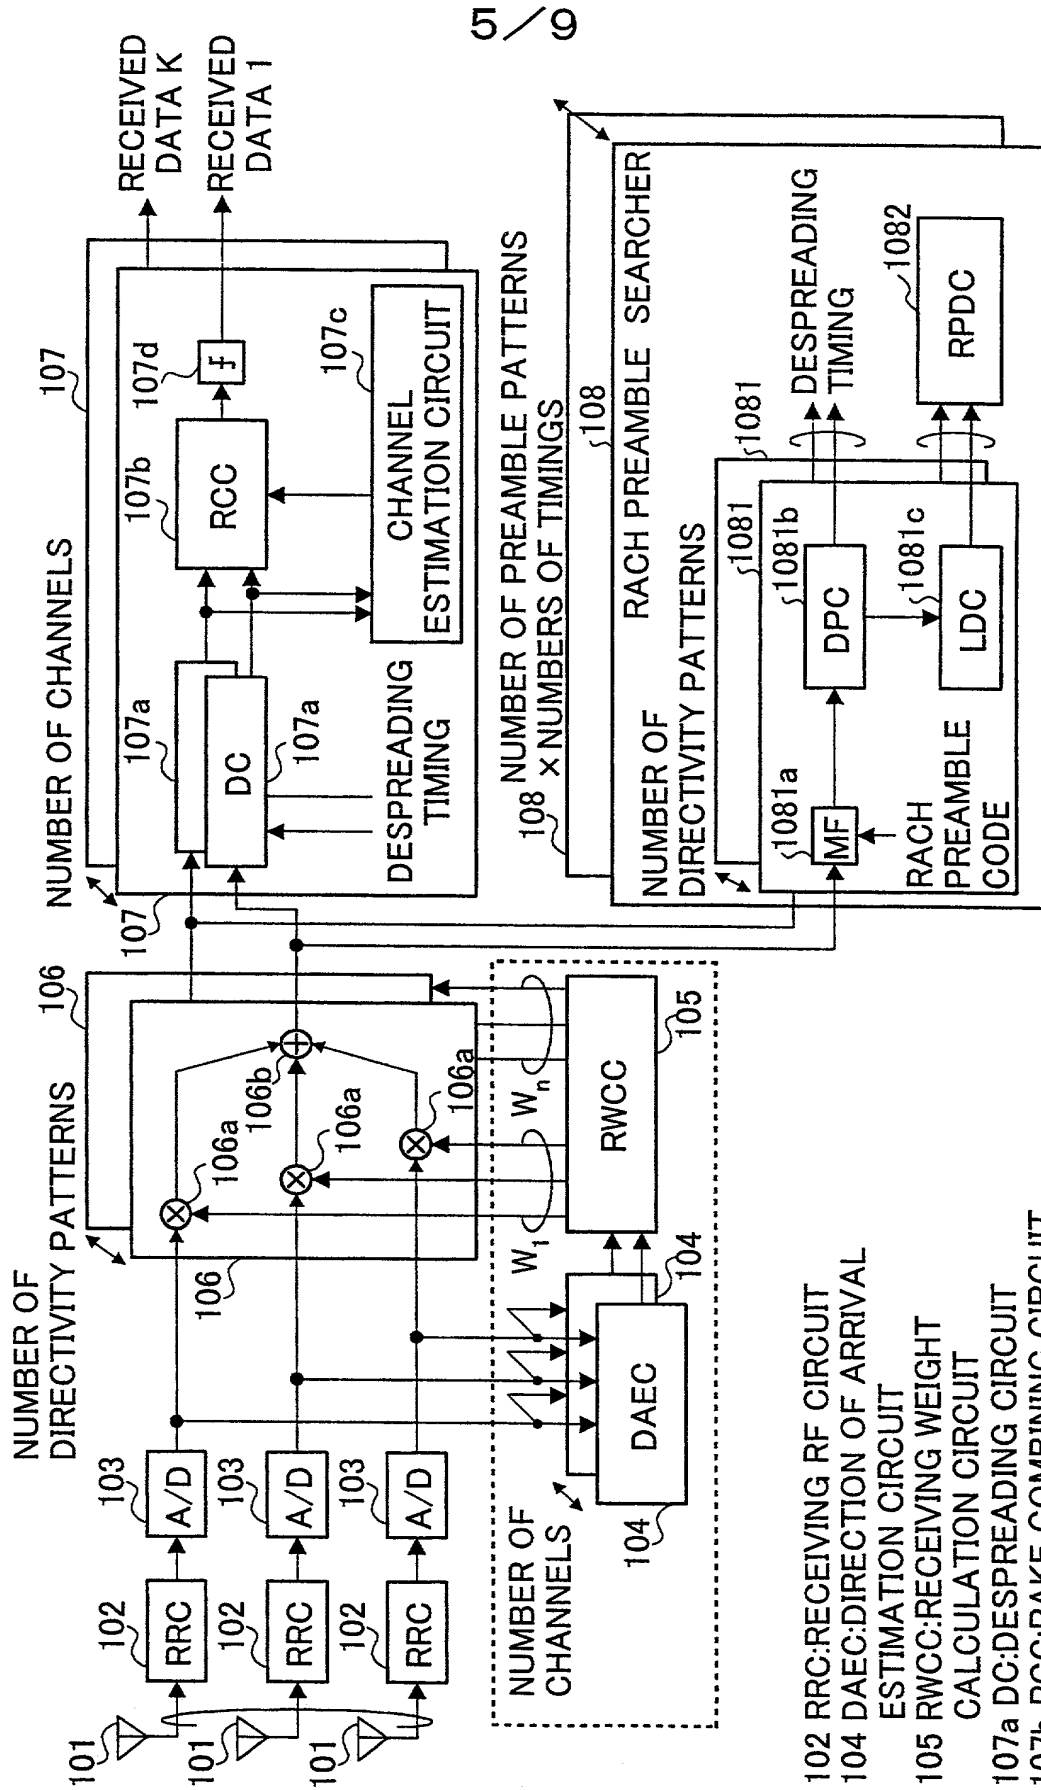 5/9
101
101
101
102
102
102
RRC
RRC
RRC
103
103
103
A/D
A/D
A/D
NUMBER OF
DIRECTIVITY PATTERNS
106
106
106a
106a
106a
106b
W1
Wn
NUMBER OF
CHANNELS
104
104
DAEC
RWCC
105
NUMBER OF CHANNELS
107
107
107a
107a
DC
DESPREADING
TIMING
107b
RCC
107d
107c
CHANNEL
ESTIMATION CIRCUIT
RECEIVED
DATA K
RECEIVED
DATA 1
NUMBER OF PREAMBLE PATTERNS
× NUMBERS OF TIMINGS
108
108
RACH PREAMBLE SEARCHER
NUMBER OF
DIRECTIVITY PATTERNS
1081
1081
1081a
MF
RACH
PREAMBLE
CODE
1081b
DPC
1081c
LDC
DESPREADING
TIMING
1082
RPDC
102 RRC:RECEIVING RF CIRCUIT
104 DAEC:DIRECTION OF ARRIVAL
ESTIMATION CIRCUIT
105 RWCC:RECEIVING WEIGHT
CALCULATION CIRCUIT
107a DC:DESPREADING CIRCUIT
107b RCC:RAKE COMBINING CIRCUIT